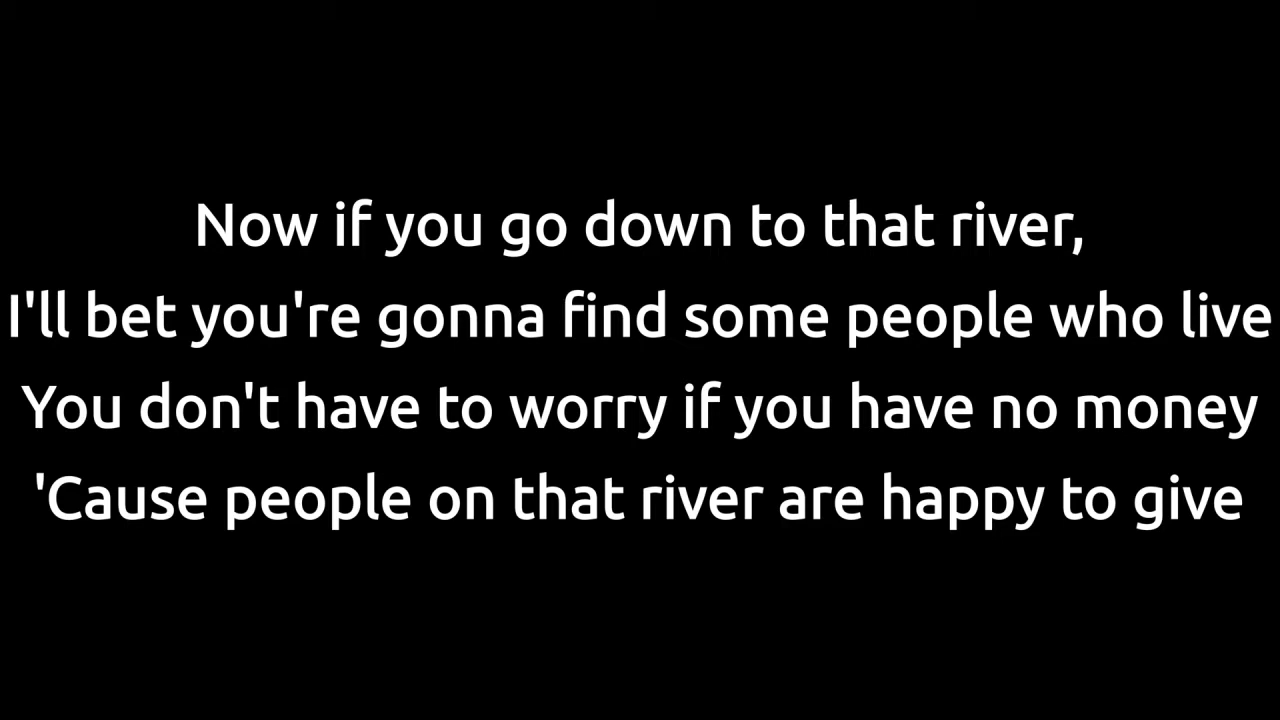 Now if you go down to that river,
I'll bet you're gonna find some people who live
You don't have to worry if you have no money
'Cause people on that river are happy to give